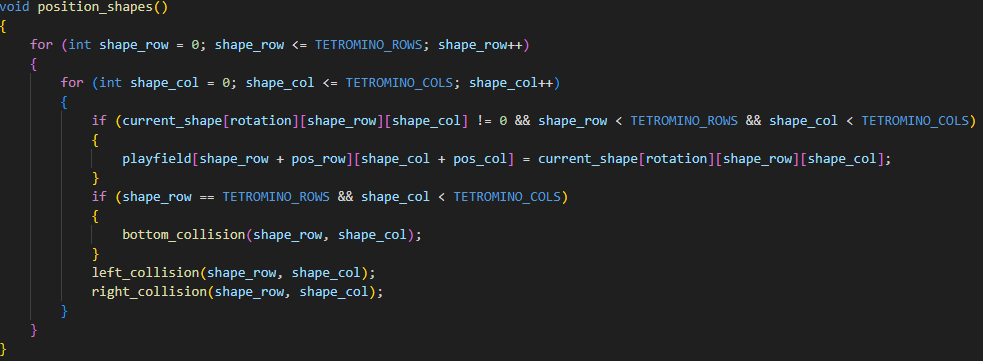 void position_shapes()
{
    for (int shape_row = 0; shape_row <= TETROMINO_ROWS; shape_row++)
    {
        for (int shape_col = 0; shape_col <= TETROMINO_COLS; shape_col++)
        {
            if (current_shape[rotation][shape_row][shape_col] != 0 && shape_row < TETROMINO_ROWS && shape_col < TETROMINO_COLS)
            {
                playfield[shape_row + pos_row][shape_col + pos_col] = current_shape[rotation][shape_row][shape_col];
            }
            if (shape_row == TETROMINO_ROWS && shape_col < TETROMINO_COLS)
            {
                bottom_collision(shape_row, shape_col);
            }
            left_collision(shape_row, shape_col);
            right_collision(shape_row, shape_col);
        }
    }
}